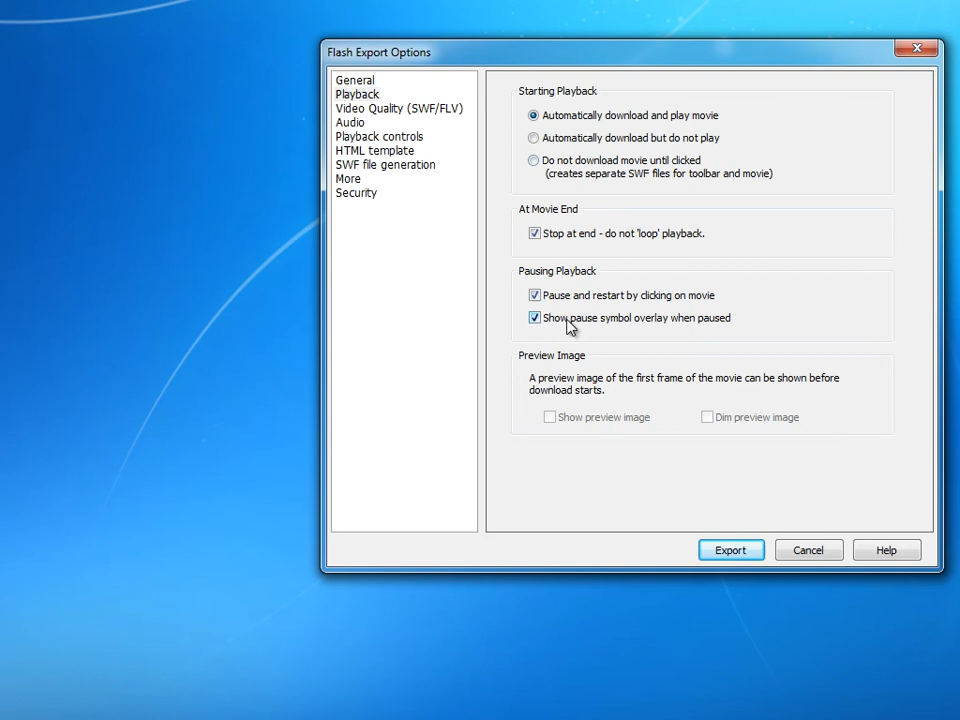 Flash Export Options
General
Playback
Video Quality (SWF/FLV)
Audio
Playback controls
HTML template
SWF file generation
More
Security
Starting Playback
Automatically download and play movie
Automatically download but do not play
Do not download movie until clicked
(creates separate SWF files for toolbar and movie)
At Movie End
Stop at end - do not 'loop' playback.
Pausing Playback
Pause and restart by clicking on movie
Show pause symbol overlay when paused
Preview Image
A preview image of the first frame of the movie can be shown before
download starts.
Show preview image
Dim preview image
Export
Cancel
Help